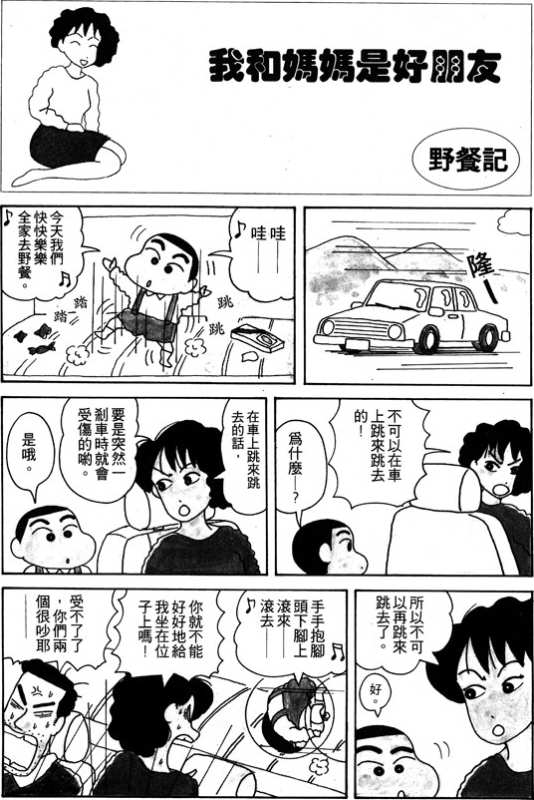 我和媽媽是好朋友
野餐記
隆
哇哇
♪
今天我們
快快樂樂
全家去野餐。
♪
♪
跳
跳
踏
踏
不可以在車
上跳來跳去
的！
爲什麼—？
在車上跳來跳
去的話，
要是突然一
剎車時就會
受傷的喲。
是哦。
所以不可
以再跳來
跳去了。
好。
手手抱腳
頭下腳上
滾來
滾去
♪
♪
你就不能
好好地給
我坐在位
子上嗎！
受不了了
，你們兩
個很吵耶